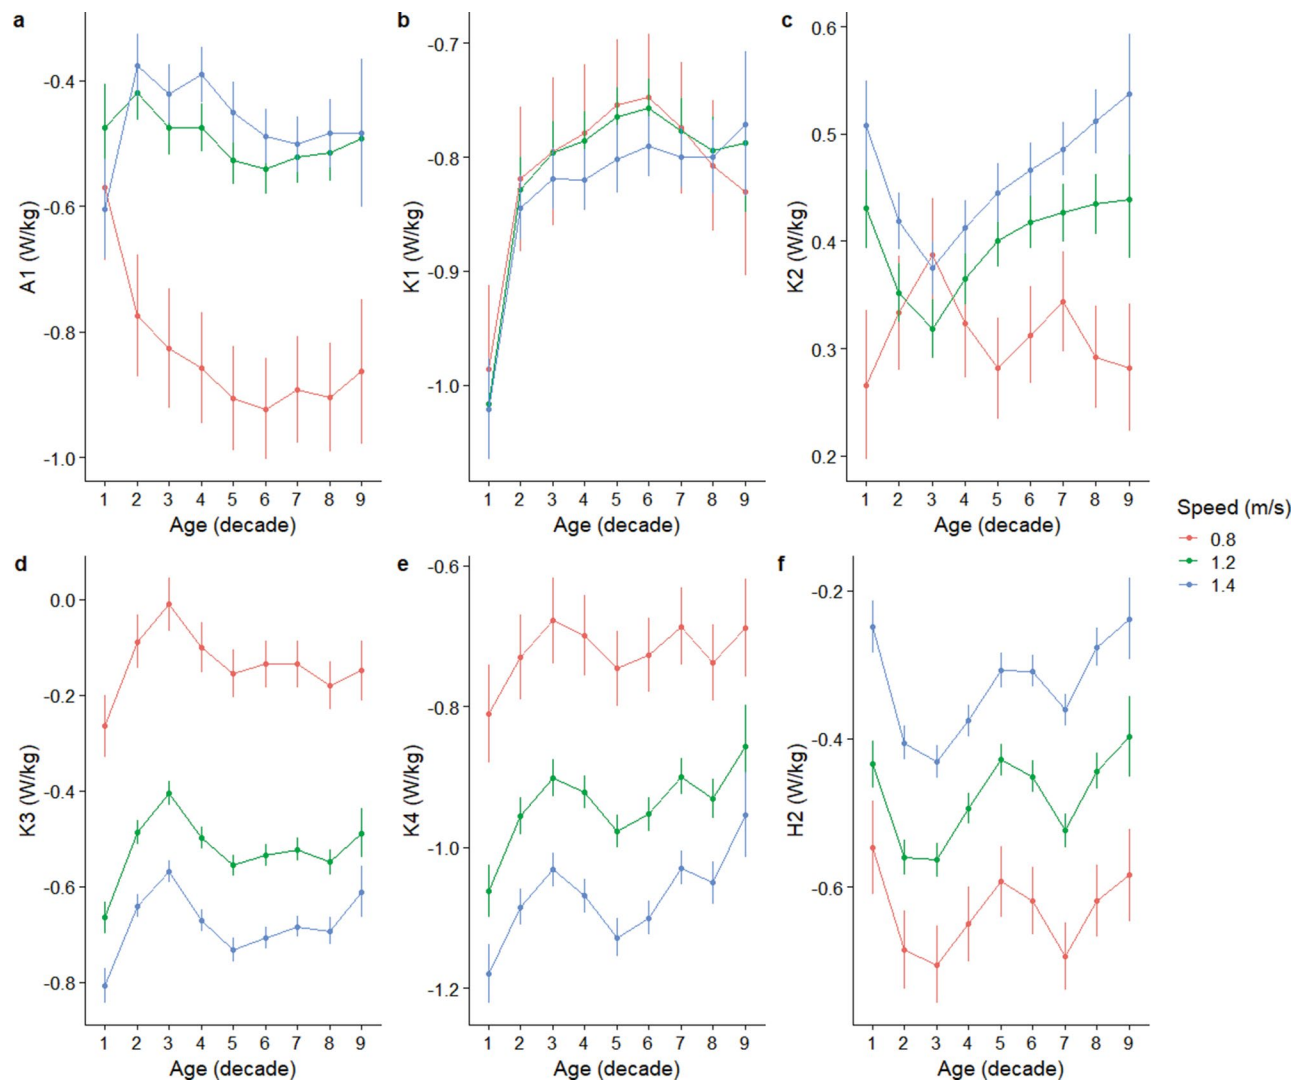 a
A1 (W/kg)
-0.4
-0.6
-0.8
-1.0
1 2 3 4 5 6 7 8 9
Age (decade)
b
K1 (W/kg)
-0.7
-0.8
-0.9
-1.0
1 2 3 4 5 6 7 8 9
Age (decade)
c
K2 (W/kg)
0.6
0.5
0.4
0.3
0.2
1 2 3 4 5 6 7 8 9
Age (decade)
Speed (m/s)
0.8
1.2
1.4
d
K3 (W/kg)
0.0
-0.2
-0.4
-0.6
-0.8
1 2 3 4 5 6 7 8 9
Age (decade)
e
K4 (W/kg)
-0.6
-0.8
-1.0
-1.2
1 2 3 4 5 6 7 8 9
Age (decade)
f
H2 (W/kg)
-0.2
-0.4
-0.6
1 2 3 4 5 6 7 8 9
Age (decade)